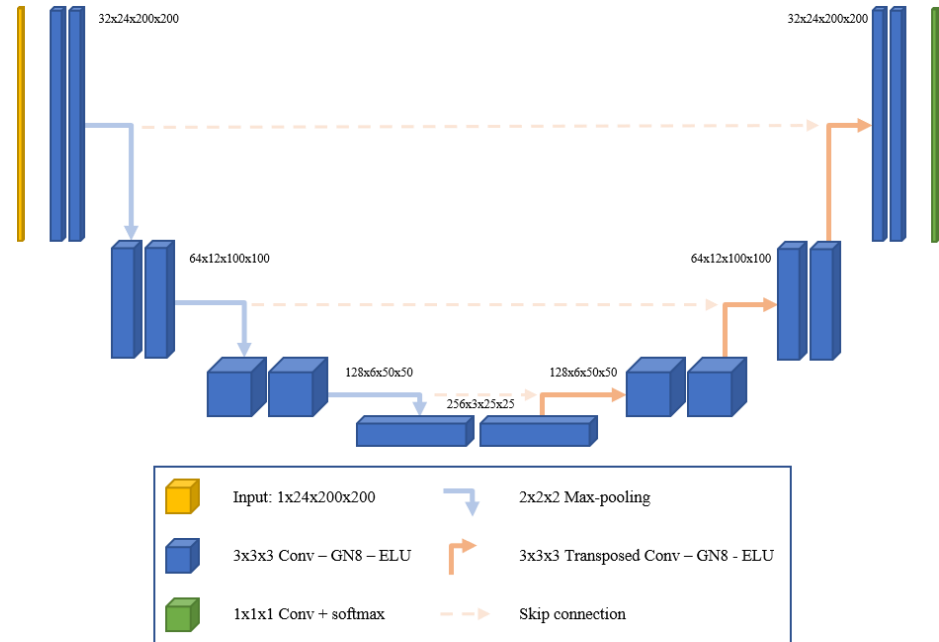 32x24x200x200
32x24x200x200
64x12x100x100
64x12x100x100
128x6x50x50
128x6x50x50
256x3x25x25
Input: 1x24x200x200
2x2x2 Max-pooling
3x3x3 Conv – GN8 – ELU
3x3x3 Transposed Conv – GN8 - ELU
1x1x1 Conv + softmax
Skip connection